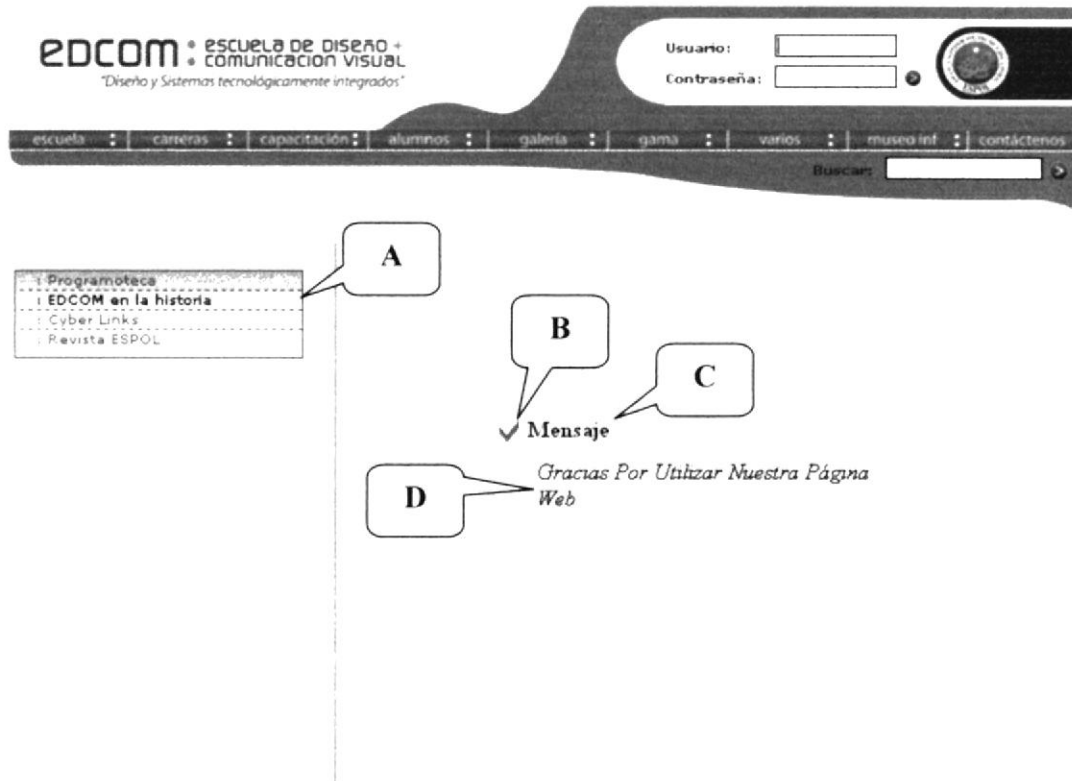 EDCOM : ESCUELA DE DISEÑO +
COMUNICACION VISUAL
"Diseño y Sistemas tecnológicamente integrados"
Usuario:
Contraseña:
ESPOL
escuela : carreras : capacitación : alumnos : galería : gama : varios : museo inf : contáctenos
Buscar:
A
: Programoteca
: EDCOM en la historia
: Cyber Links
: Revista ESPOL
B
C
Mensaje
D
Gracias Por Utilizar Nuestra Página
Web